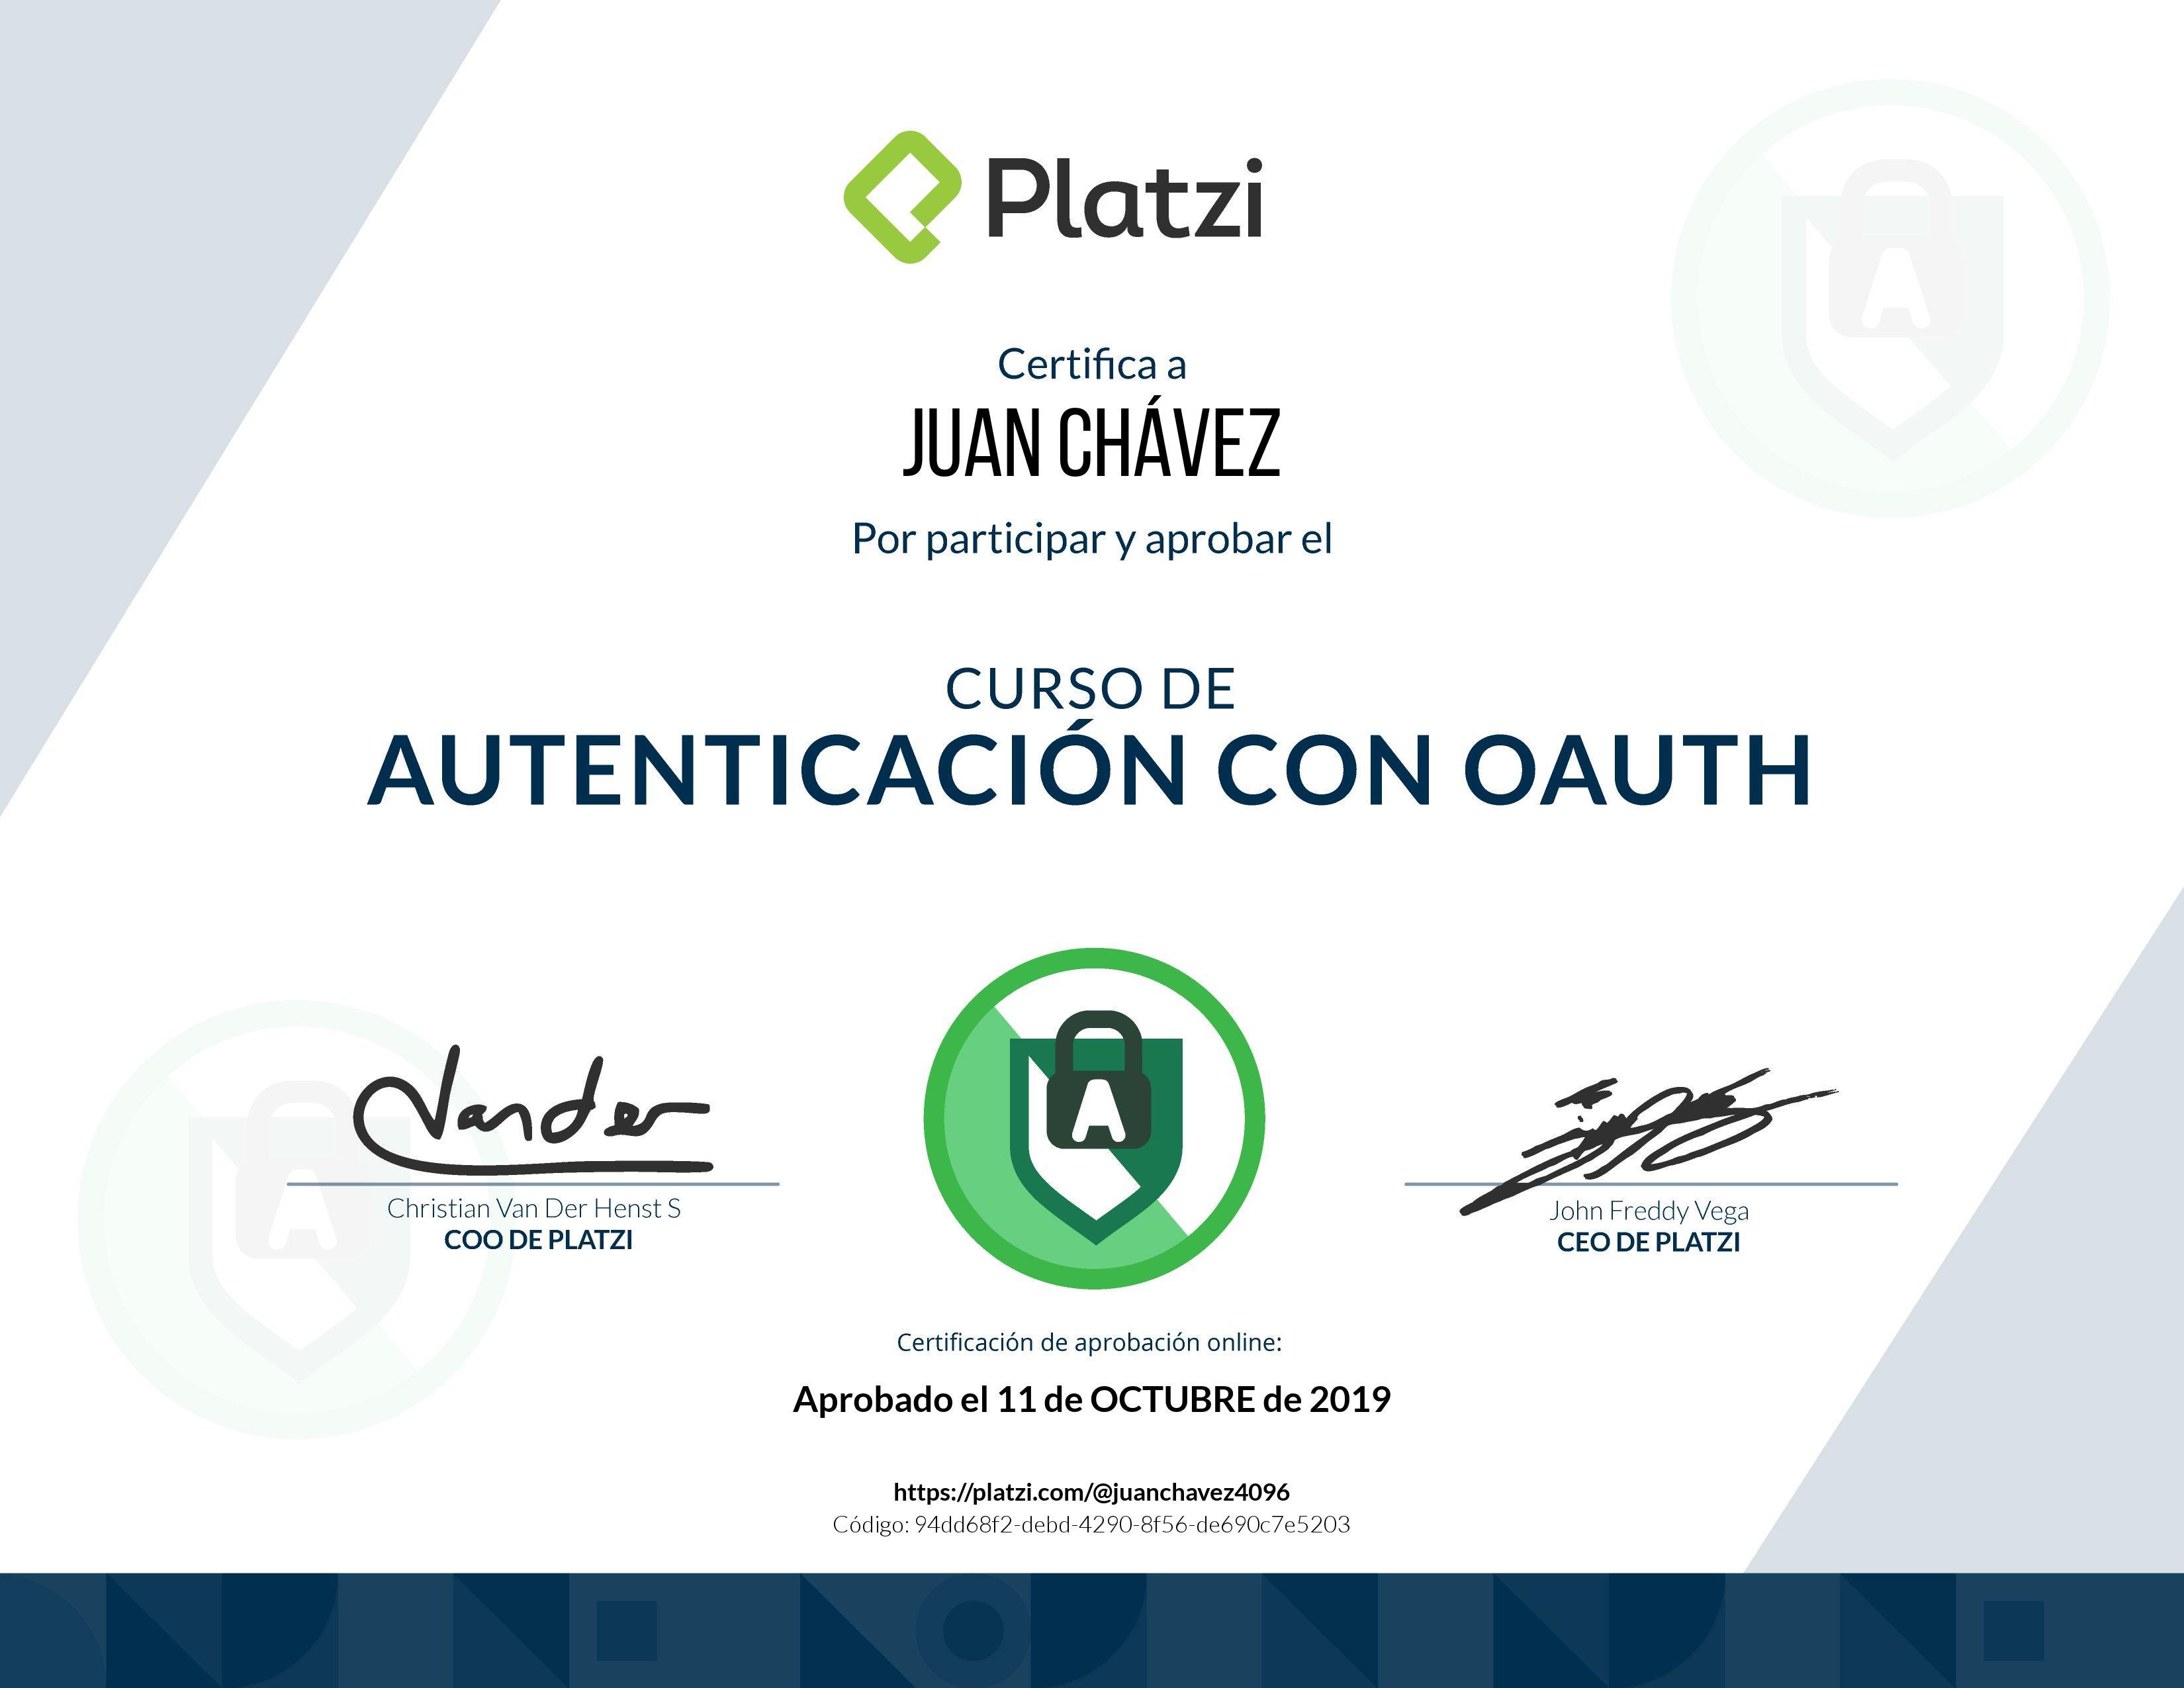 Platzi
Certifica a
JUAN CHÁVEZ
Por participar y aprobar el
CURSO DE
AUTENTICACIÓN CON OAUTH
Vander
Christian Van Der Henst S
COO DE PLATZI
A
John Freddy Vega
CEO DE PLATZI
Certificación de aprobación online:
Aprobado el 11 de OCTUBRE de 2019
https://platzi.com/@juanchavez4096
Código: 94dd68f2-debd-4290-8f56-de690c7e5203